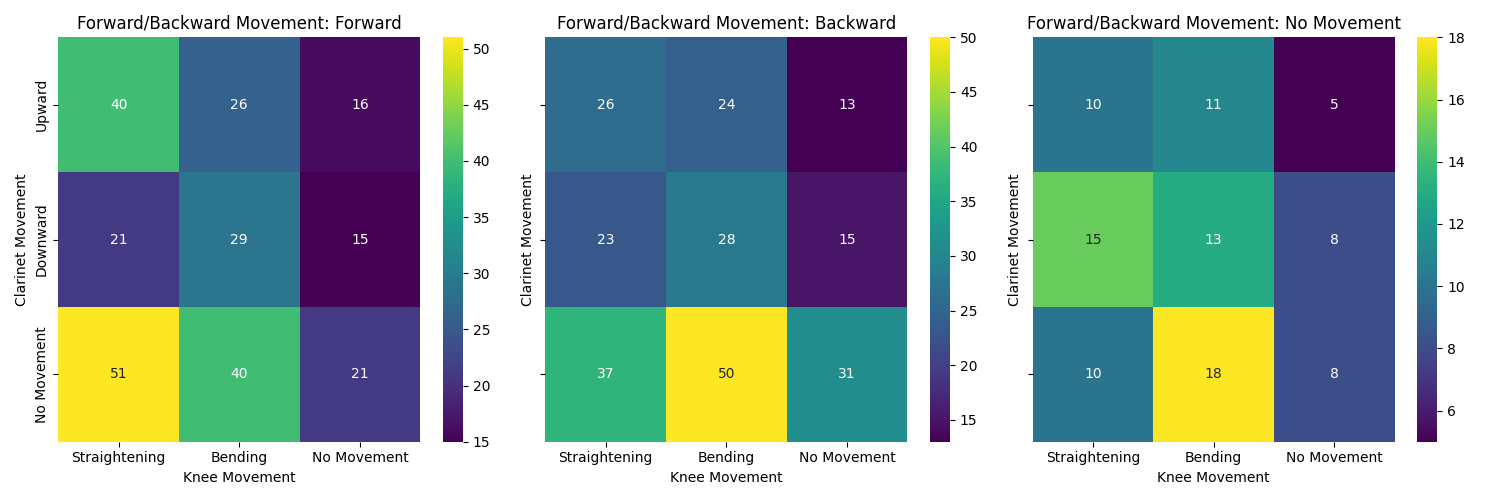 Forward/Backward Movement: Forward
Forward/Backward Movement: Backward
Forward/Backward Movement: No Movement
Clarinet Movement
Upward
Downward
No Movement
40 26 16
21 29 15
51 40 21
Straightening Bending No Movement
Knee Movement
50
45
40
35
30
25
20
15
Clarinet Movement
26 24 13
23 28 15
37 50 31
Straightening Bending No Movement
Knee Movement
50
45
40
35
30
25
20
15
Clarinet Movement
10 11 5
15 13 8
10 18 8
Straightening Bending No Movement
Knee Movement
18
16
14
12
10
8
6